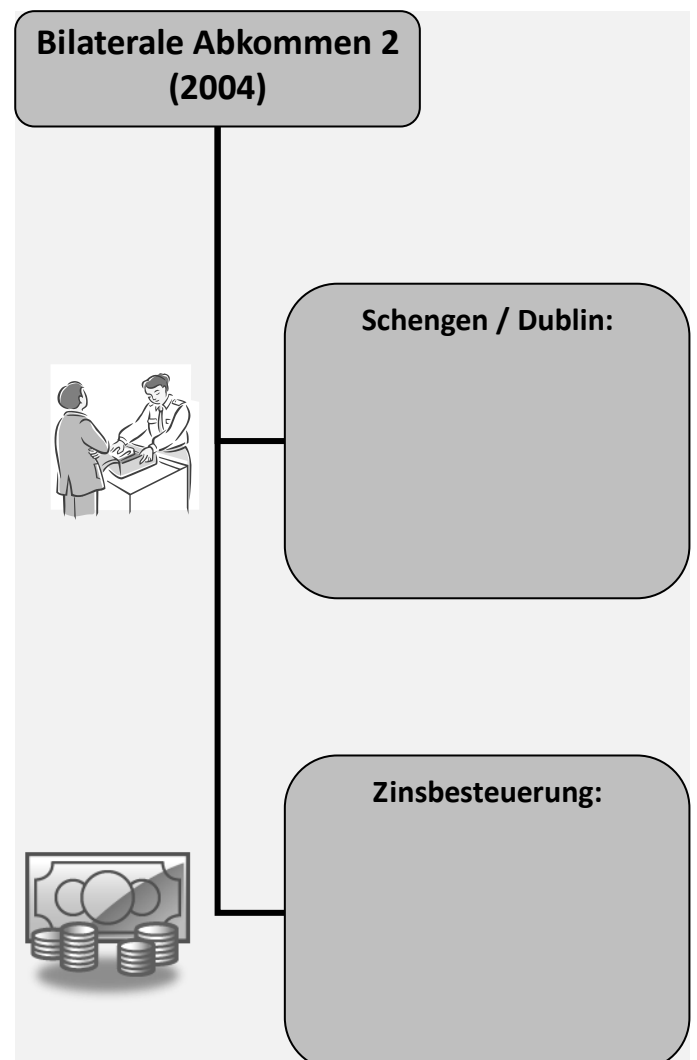 Bilaterale Abkommen 2
(2004)
Schengen / Dublin:
Zinsbesteuerung: